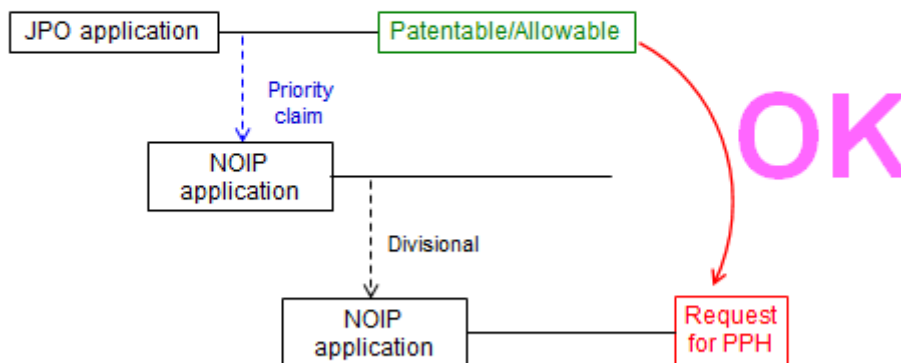 JPO application
Patentable/Allowable
Priority
claim
OK
NOIP
application
Divisional
NOIP
application
Request
for PPH